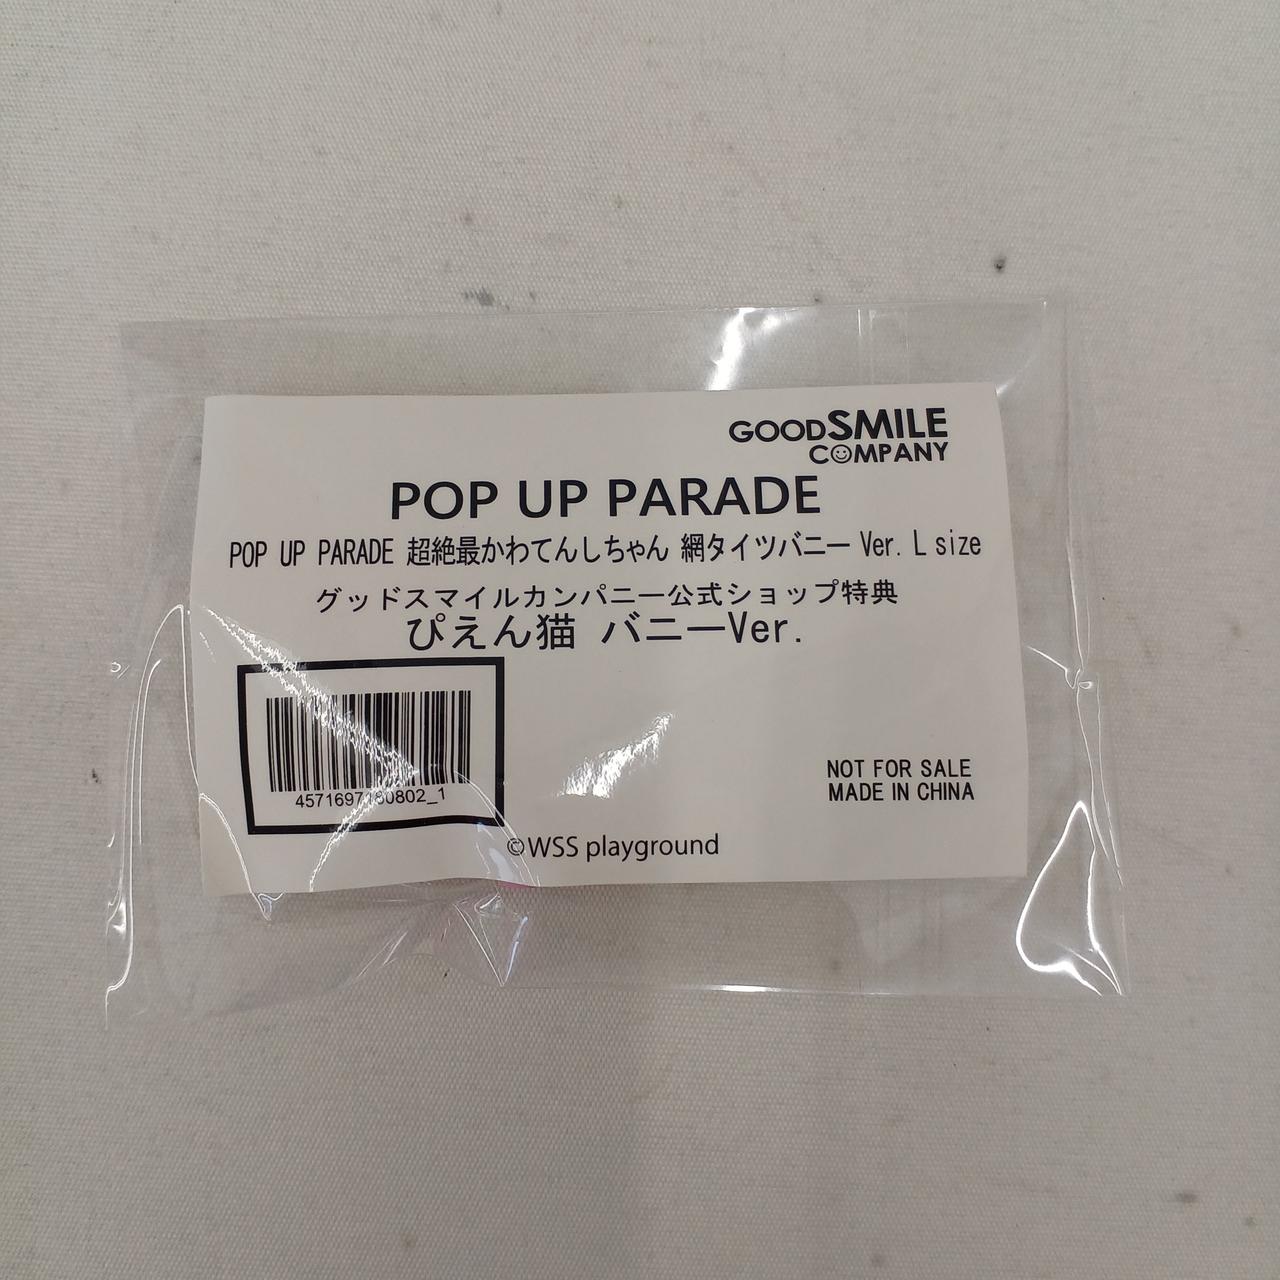 GOODSMILE
COMPANY
POP UP PARADE
POP UP PARADE 超絶最かわてんしちゃん 網タイツバニー Ver. L size
グッドスマイルカンパニー公式ショップ特典
ぴえん猫 バニーVer.
4571697180802_1
NOT FOR SALE
MADE IN CHINA
©WSS playground